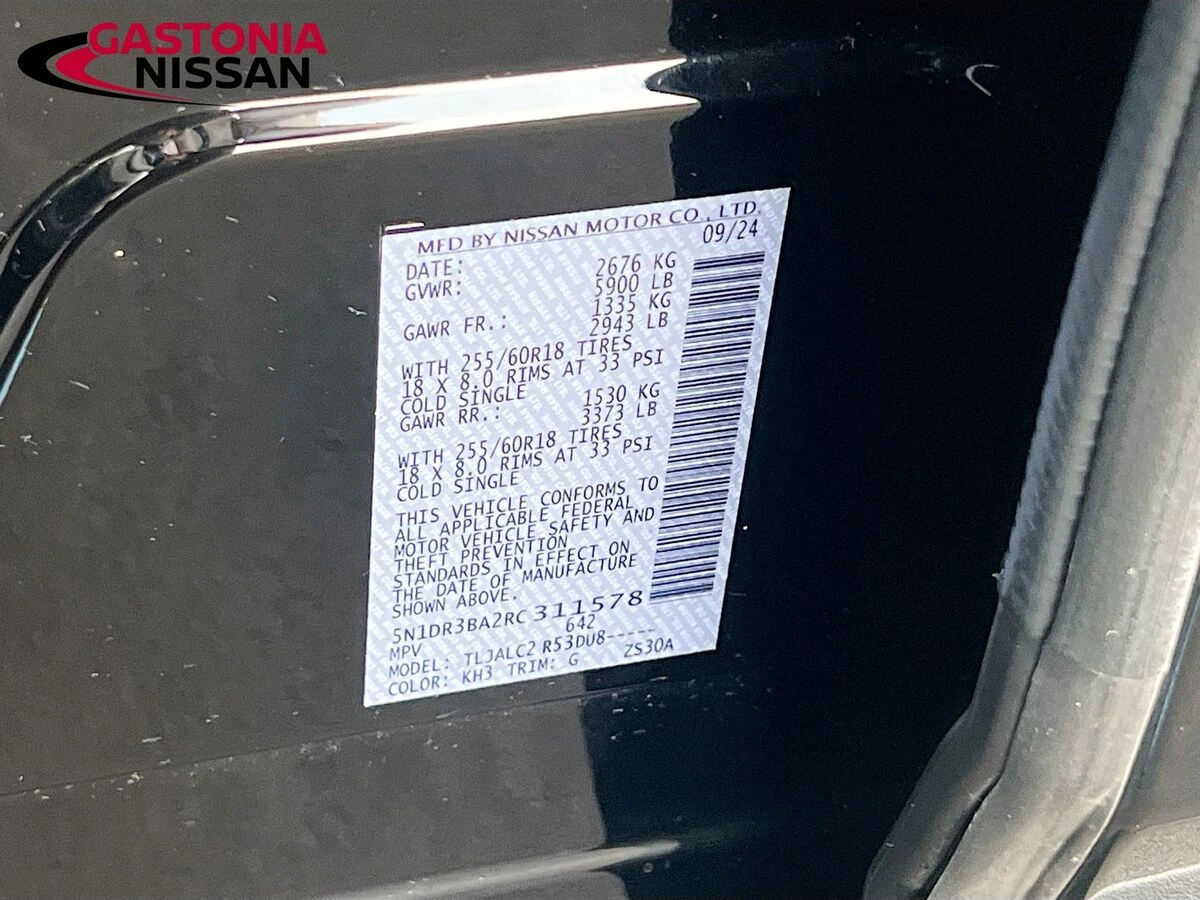 GASTONIA
NISSAN
MFD BY NISSAN MOTOR CO., LTD.
DATE: 09/24
GVWR: 2676 KG
5900 LB
GAWR FR.: 1335 KG
2943 LB
WITH 255/60R18 TIRES
18 X 8.0 RIMS AT 33 PSI
COLD SINGLE
GAWR RR.: 1530 KG
3373 LB
WITH 255/60R18 TIRES
18 X 8.0 RIMS AT 33 PSI
COLD SINGLE
THIS VEHICLE CONFORMS TO
ALL APPLICABLE FEDERAL
MOTOR VEHICLE SAFETY AND
THEFT PREVENTION
STANDARDS IN EFFECT ON
THE DATE OF MANUFACTURE
SHOWN ABOVE.
5N1DR3BA2RC311578
MPV 642
MODEL: TLJALC2 R53DU8-----
COLOR: KH3 TRIM: G ZS30A